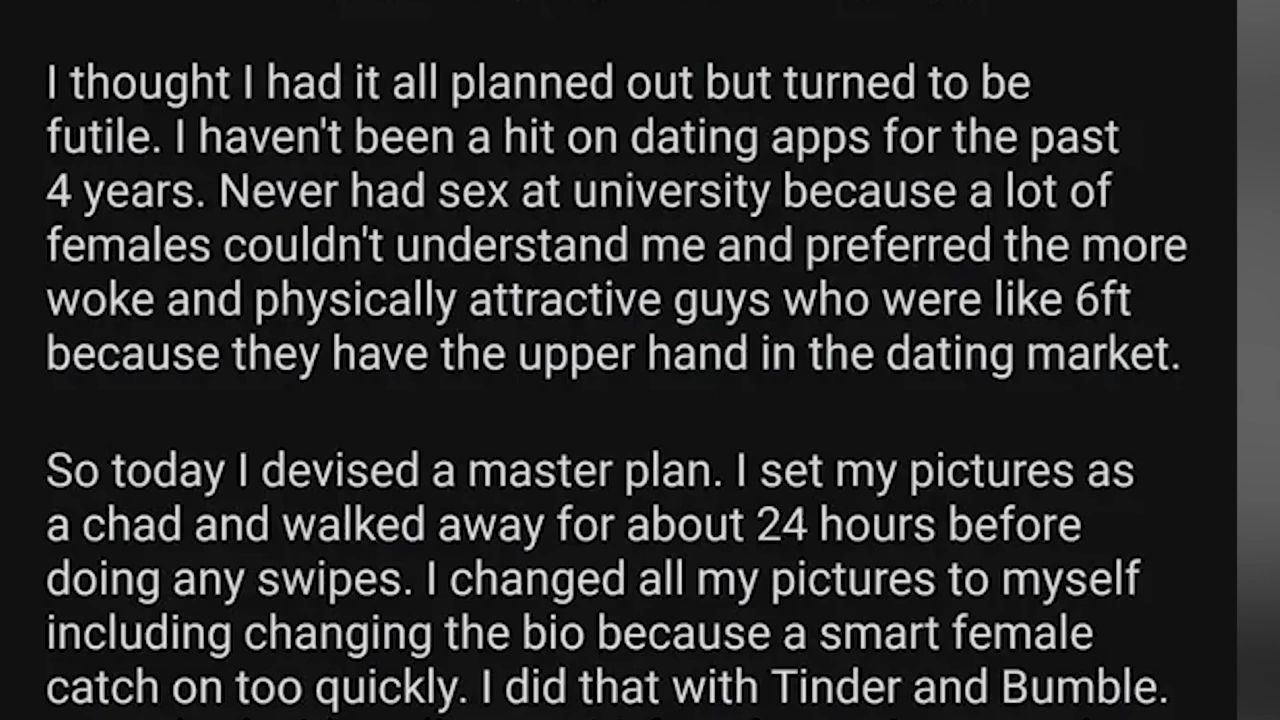 I thought I had it all planned out but turned to be
futile. I haven't been a hit on dating apps for the past
4 years. Never had sex at university because a lot of
females couldn't understand me and preferred the more
woke and physically attractive guys who were like 6ft
because they have the upper hand in the dating market.
So today I devised a master plan. I set my pictures as
a chad and walked away for about 24 hours before
doing any swipes. I changed all my pictures to myself
including changing the bio because a smart female
catch on too quickly. I did that with Tinder and Bumble.